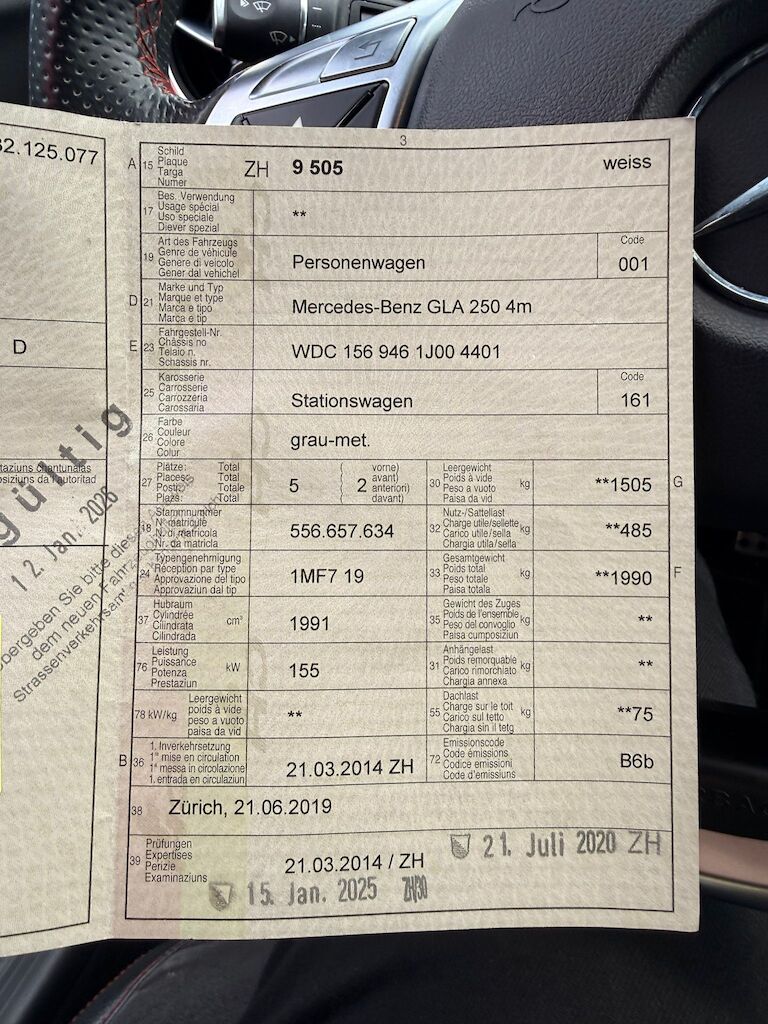 2.125.077
D
taziuns chantunalas
osiziuns da l'autoritad
gültig
12. Jan. 2026
bergeben Sie bitte diese
dem neuen
Strassenverkehrsamt
3
A 15 Schild
Plaque
Targa
Numer
ZH 9 505 weiss
17 Bes. Verwendung
Usage spécial
Uso speciale
Diever spezial
**
19 Art des Fahrzeugs
Genre de véhicule
Genere di veicolo
Gener dal vehichel
Personenwagen
Code
001
D 21 Marke und Typ
Marque et type
Marca e tipo
Marca e tip
Mercedes-Benz GLA 250 4m
E 23 Fahrgestell-Nr.
Châssis no
Telaio n.
Schassis nr.
WDC 156 946 1J00 4401
25 Karosserie
Carrosserie
Carrozzeria
Carossaria
Stationswagen
Code
161
26 Farbe
Couleur
Colore
Colur
grau-met.
27 Plätze: Total
Places: Total
Posti: Totale
Plazs: Total
5
2
vorne)
avant)
anteriori)
davant)
30 Leergewicht
Poids à vide
Peso a vuoto
Paisa da vid
kg
**1505 G
18 Stammnummer
N° matricule
N. di matricola
Nr. da matricla
556.657.634
32 Nutz-/Sattellast
Charge utile/sellette
Carico utile/sella
Chargia utila/sella
kg
**485
24 Typengenehmigung
Réception par type
Approvazione del tipo
Approvaziun dal tip
1MF7 19
33 Gesamtgewicht
Poids total
Peso totale
Paisa totala
kg
**1990 F
37 Hubraum
Cylindrée
Cilindrata
Cilindrada
cm³
1991
35 Gewicht des Zuges
Poids de l'ensemble
Peso del convoglio
Paisa cumposiziun
kg
**
76 Leistung
Puissance
Potenza
Prestaziun
kW
155
31 Anhängelast
Poids remorquable
Carico rimorchiato
Chargia annexa
kg
**
78 kW/kg
Leergewicht
poids à vide
peso a vuoto
paisa da vid
**
55 Dachlast
Charge sur le toit
Carico sul tetto
Chargia sin il tetg
kg
**75
B 36 1. Inverkehrsetzung
1re mise en circulation
1a messa in circolazione
1. entrada en circulaziun
21.03.2014 ZH
72 Emissionscode
Code émissions
Codice emissioni
Code d'emissiuns
B6b
38 Zürich, 21.06.2019
39 Prüfungen
Expertises
Perizie
Examinaziuns
21.03.2014 / ZH
21. Juli 2020 ZH
15. Jan. 2025 ZH/30